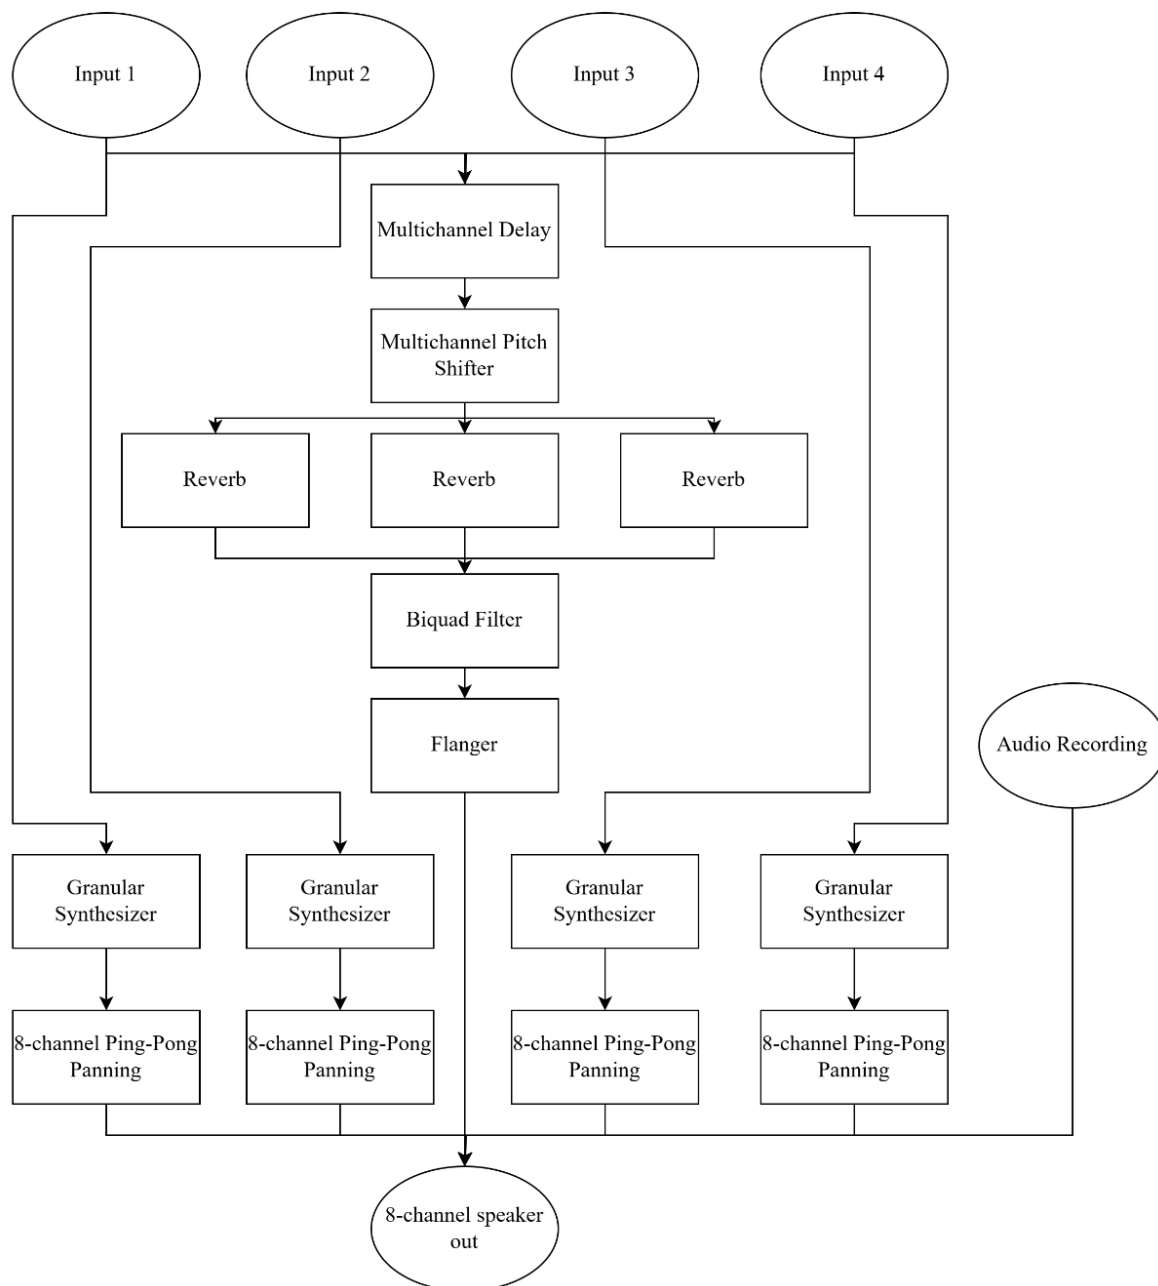 Input 1
Input 2
Input 3
Input 4
Multichannel Delay
Multichannel Pitch
Shifter
Reverb
Reverb
Reverb
Biquad Filter
Flanger
Audio Recording
Granular
Synthesizer
Granular
Synthesizer
Granular
Synthesizer
Granular
Synthesizer
8-channel Ping-Pong
Panning
8-channel Ping-Pong
Panning
8-channel Ping-Pong
Panning
8-channel Ping-Pong
Panning
8-channel speaker
out